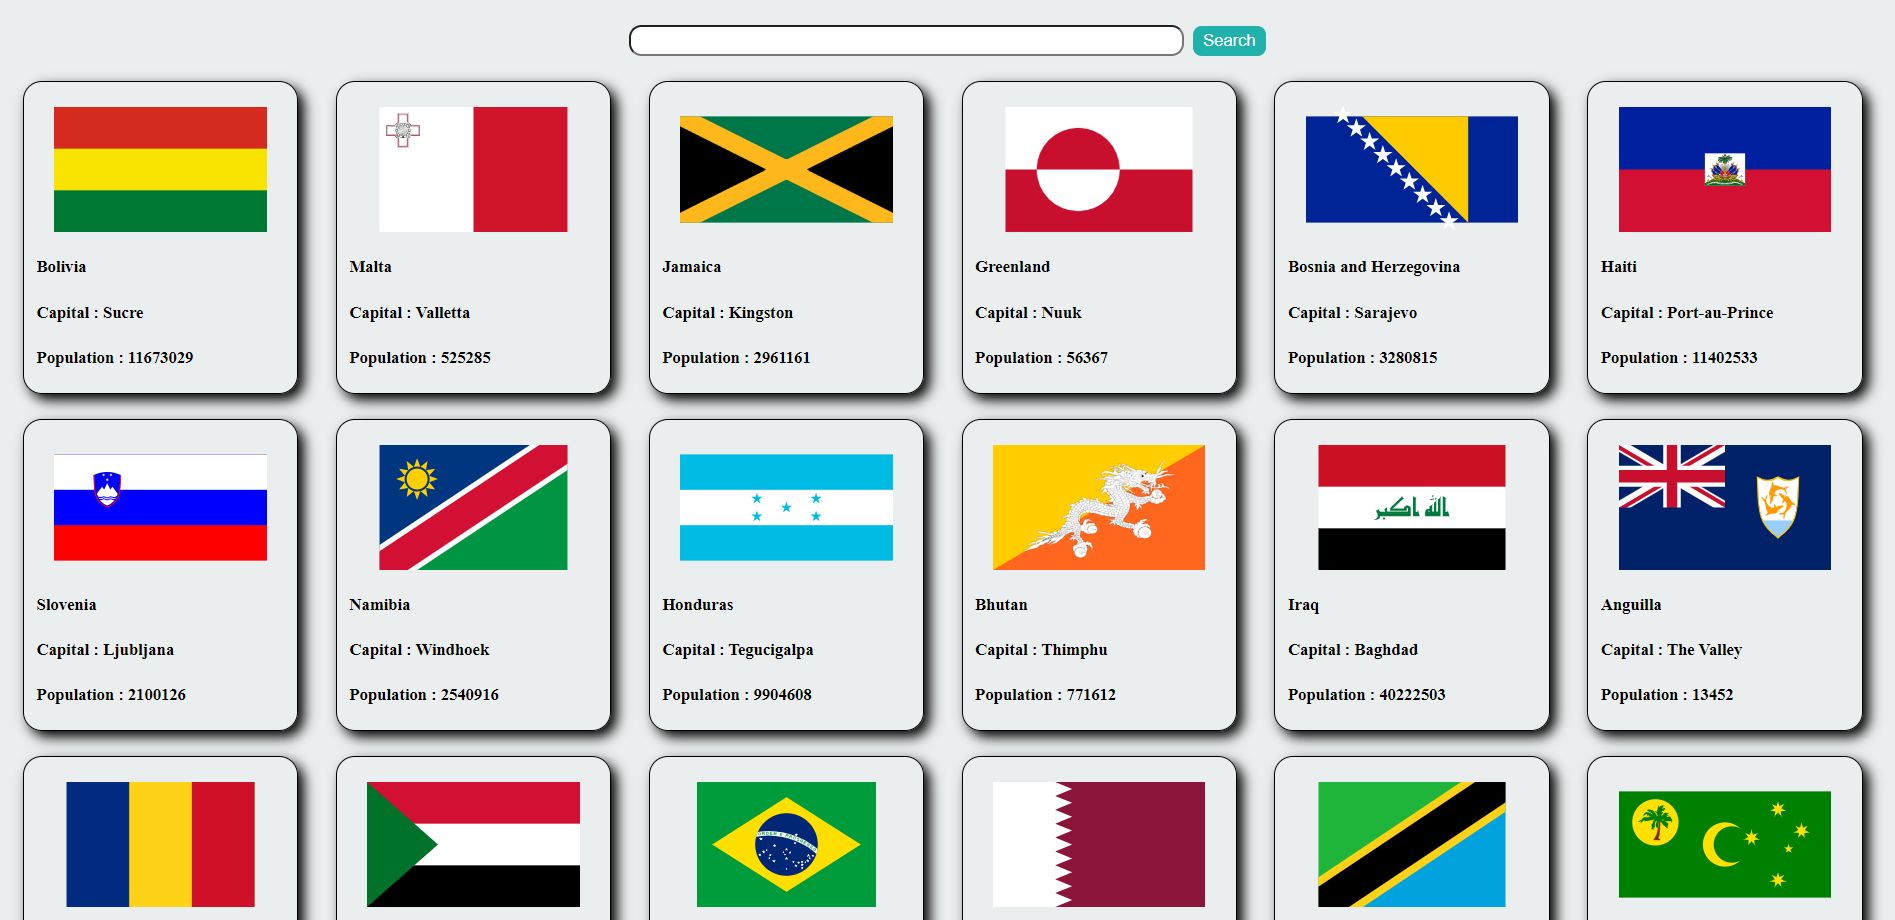 Search
Bolivia
Capital : Sucre
Population : 11673029
Malta
Capital : Valletta
Population : 525285
Jamaica
Capital : Kingston
Population : 2961161
Greenland
Capital : Nuuk
Population : 56367
Bosnia and Herzegovina
Capital : Sarajevo
Population : 3280815
Haiti
Capital : Port-au-Prince
Population : 11402533
Slovenia
Capital : Ljubljana
Population : 2100126
Namibia
Capital : Windhoek
Population : 2540916
Honduras
Capital : Tegucigalpa
Population : 9904608
Bhutan
Capital : Thimphu
Population : 771612
الله اكبر
Iraq
Capital : Baghdad
Population : 40222503
Anguilla
Capital : The Valley
Population : 13452